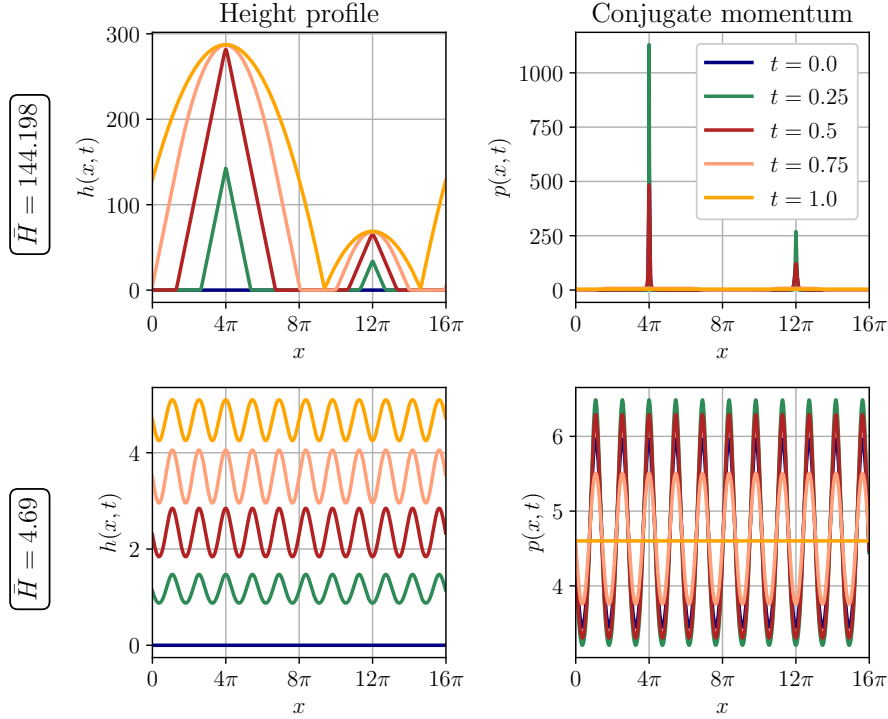 Height profile
Conjugate momentum
H̄ = 144.198
h(x, t)
300
200
100
0
0 4π 8π 12π 16π
x
p(x, t)
1000
750
500
250
0
t = 0.0
t = 0.25
t = 0.5
t = 0.75
t = 1.0
0 4π 8π 12π 16π
x
H̄ = 4.69
h(x, t)
4
2
0
0 4π 8π 12π 16π
x
p(x, t)
6
5
4
0 4π 8π 12π 16π
x